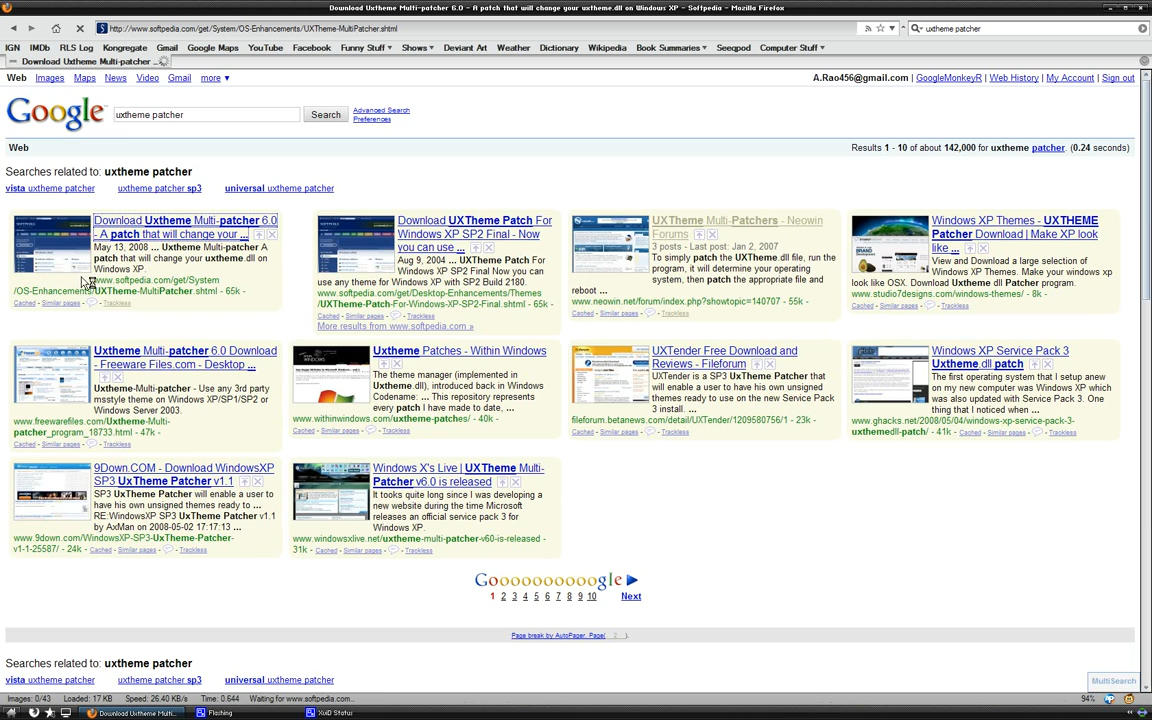 Download Uxtheme Multi-patcher 6.0 - A patch that will change your uxtheme.dll on Windows XP - Softpedia - Mozilla Firefox
http://www.softpedia.com/get/System/OS-Enhancements/UXTheme-MultiPatcher.shtml
uxtheme patcher
IGN IMDb RLS Log Kongregate Gmail Google Maps YouTube Facebook Funny Stuff Shows Deviant Art Weather Dictionary Wikipedia Book Summaries Seeqpod Computer Stuff
Download Uxtheme Multi-patcher ...
Web Images Maps News Video Gmail more
A.Rao456@gmail.com | GoogleMonkeyR | Web History | My Account | Sign out
Google
uxtheme patcher
Search
Advanced Search
Preferences
Web
Results 1 - 10 of about 142,000 for uxtheme patcher. (0.24 seconds)
Searches related to: uxtheme patcher
vista uxtheme patcher uxtheme patcher sp3 universal uxtheme patcher
Download Uxtheme Multi-patcher 6.0
- A patch that will change your ...
May 13, 2008 ... Uxtheme Multi-patcher A
patch that will change your uxtheme.dll on
Windows XP.
www.softpedia.com/get/System
/OS-Enhancements/UXTheme-MultiPatcher.shtml - 65k -
Cached - Similar pages - Trackless
Download UXTheme Patch For
Windows XP SP2 Final - Now
you can use ...
Aug 9, 2004 ... UXTheme Patch For
Windows XP SP2 Final Now you can
use any theme for Windows XP with SP2 Build 2180.
www.softpedia.com/get/Desktop-Enhancements/Themes
/UXTheme-Patch-For-Windows-XP-SP2-Final.shtml - 65k -
Cached - Similar pages - Trackless
More results from www.softpedia.com »
UXTheme Multi-Patchers - Neowin
Forums
3 posts - Last post: Jan 2, 2007
To simply patch the UXTheme.dll file, run the
program, it will determine your operating
system, then patch the appropriate file and
reboot ...
www.neowin.net/forum/index.php?showtopic=140707 - 55k -
Cached - Similar pages - Trackless
Windows XP Themes - UXTHEME
Patcher Download | Make XP look
like ...
View and Download a large selection of
Windows XP Themes. Make your windows xp
look like OSX. Download Uxtheme Dll Patcher program.
www.studio7designs.com/windows-themes/ - 8k -
Cached - Similar pages - Trackless
Uxtheme Multi-patcher 6.0 Download
- Freeware Files.com - Desktop ...
Uxtheme-Multi-patcher - Use any 3rd party
msstyle theme on Windows XP/SP1/SP2 or
Windows Server 2003.
www.freewarefiles.com/Uxtheme-Multi-
patcher_program_18733.html - 47k -
Cached - Similar pages - Trackless
Uxtheme Patches - Within Windows
The theme manager (implemented in
Uxtheme.dll), introduced back in Windows
Codename: ... This repository represents
every patch I have made to date, ...
www.withinwindows.com/uxtheme-patches/ - 40k -
Cached - Similar pages - Trackless
UXTender Free Download and
Reviews - Fileforum
UXTender is a SP3 UXTheme Patcher that
will enable a user to have his own unsigned
themes ready to use on the new Service Pack
3 install. ...
fileforum.betanews.com/detail/UXTender/1209580756/1 - 23k -
Cached - Similar pages - Trackless
Windows XP Service Pack 3
Uxtheme.dll patch
The first operating system that I setup anew
on my new computer was Windows XP which
was also updated with Service Pack 3. One
thing that I noticed when ...
www.ghacks.net/2008/05/04/windows-xp-service-pack-3-
uxthemedll-patch/ - 41k - Cached - Similar pages - Trackless
9Down.COM - Download WindowsXP
SP3 UxTheme Patcher v1.1
SP3 UxTheme Patcher will enable a user to
have his own unsigned themes ready ...
RE:WindowsXP SP3 UxTheme Patcher v1.1
by AxMan on 2008-05-02 17:17:13 ...
www.9down.com/WindowsXP-SP3-UxTheme-Patcher-
v1-1-25587/ - 24k - Cached - Similar pages - Trackless
Windows X's Live | UXTheme Multi-
Patcher v6.0 is released
It tooks quite long since I was developing a
new website during the time Microsoft
releases an official service pack 3 for
Windows XP.
www.windowsxlive.net/uxtheme-multi-patcher-v60-is-released -
31k - Cached - Similar pages - Trackless
Goooooooooogle
1 2 3 4 5 6 7 8 9 10 Next
Page break by AutoPager. Page( 2 ).
Searches related to: uxtheme patcher
vista uxtheme patcher uxtheme patcher sp3 universal uxtheme patcher
MultiSearch
Images: 0/43 Loaded: 17 KB Speed: 26.40 KB/s Time: 0.644 Waiting for www.softpedia.com...
94%
Download Uxtheme Mult... Flashing XviD Status